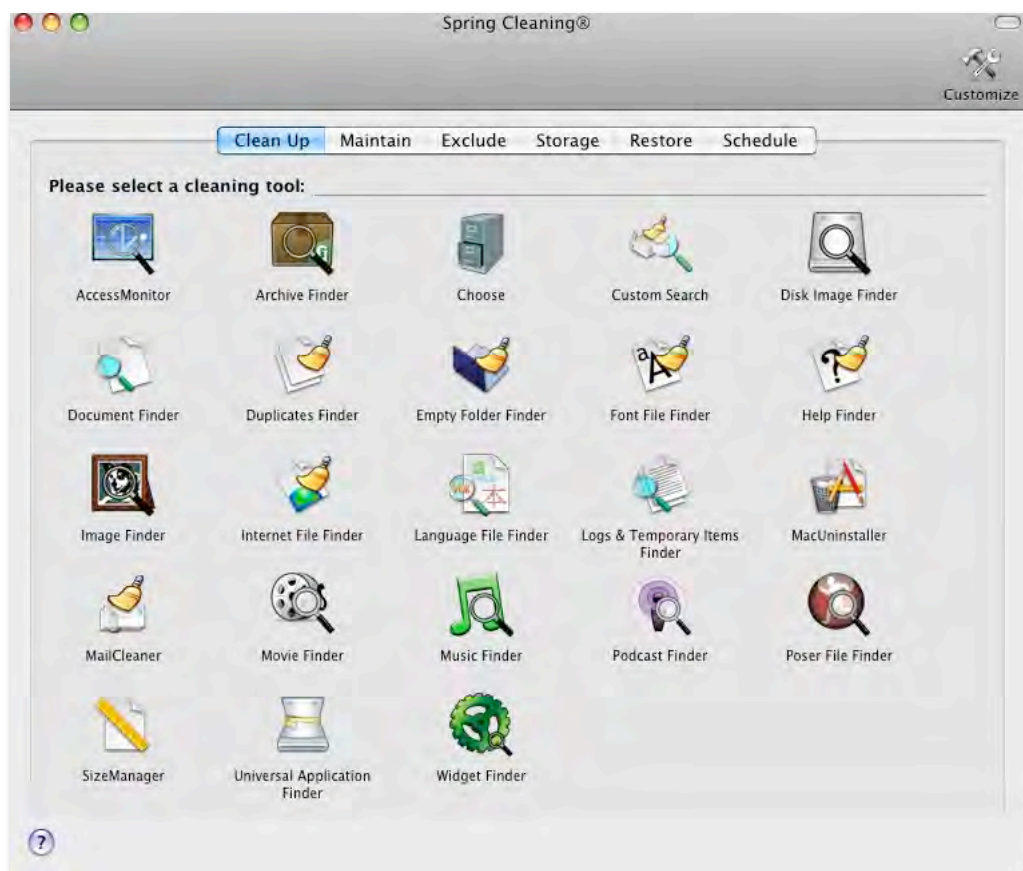 Spring Cleaning®
Customize
Clean Up Maintain Exclude Storage Restore Schedule
Please select a cleaning tool:
AccessMonitor Archive Finder Choose Custom Search Disk Image Finder
Document Finder Duplicates Finder Empty Folder Finder Font File Finder Help Finder
Image Finder Internet File Finder Language File Finder Logs & Temporary Items MacUninstaller
Finder
MailCleaner Movie Finder Music Finder Podcast Finder Poser File Finder
SizeManager Universal Application Widget Finder
Finder
?